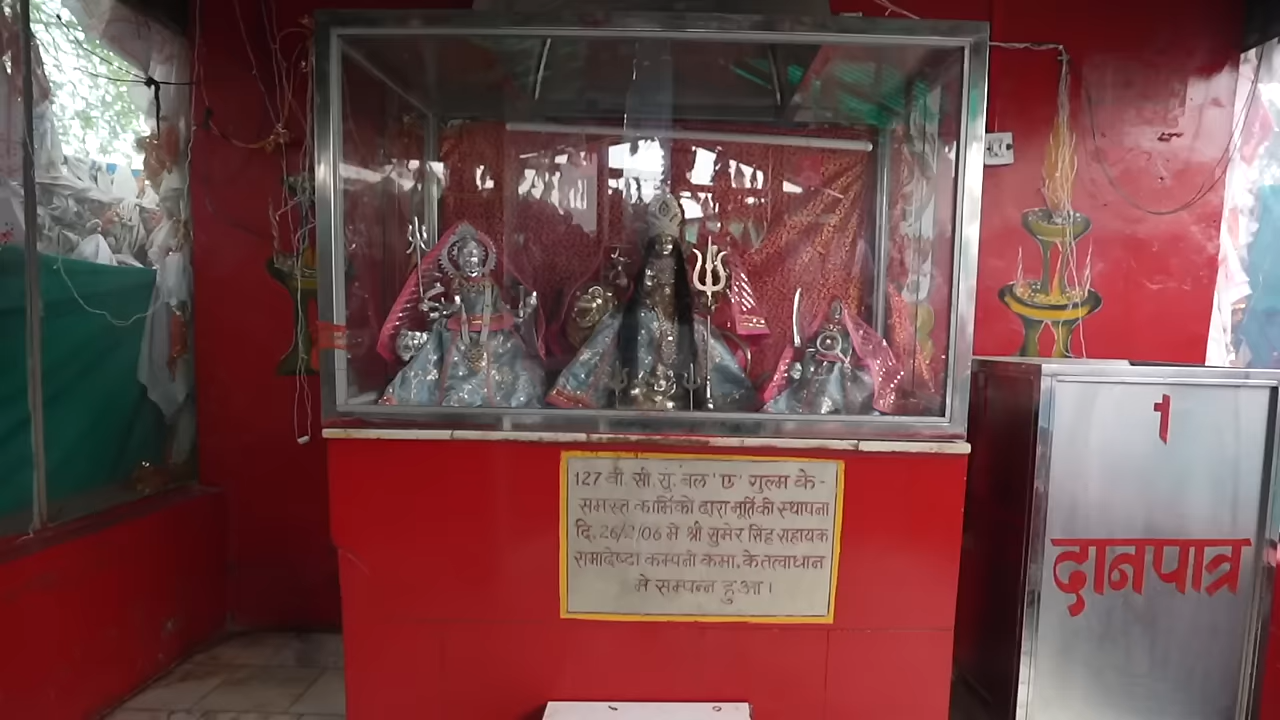 127 वी. सी. सु. बल 'ए' गुल्म के-
समस्त कार्मिकों द्वारा मूर्ति की स्थापना
दि. 26/ /06 मे श्री सुमेर सिंह सहायक
समादेष्टा कम्पनी कमा. के तत्वाधान
मे सम्पन्न हुआ।
1
दानपात्र